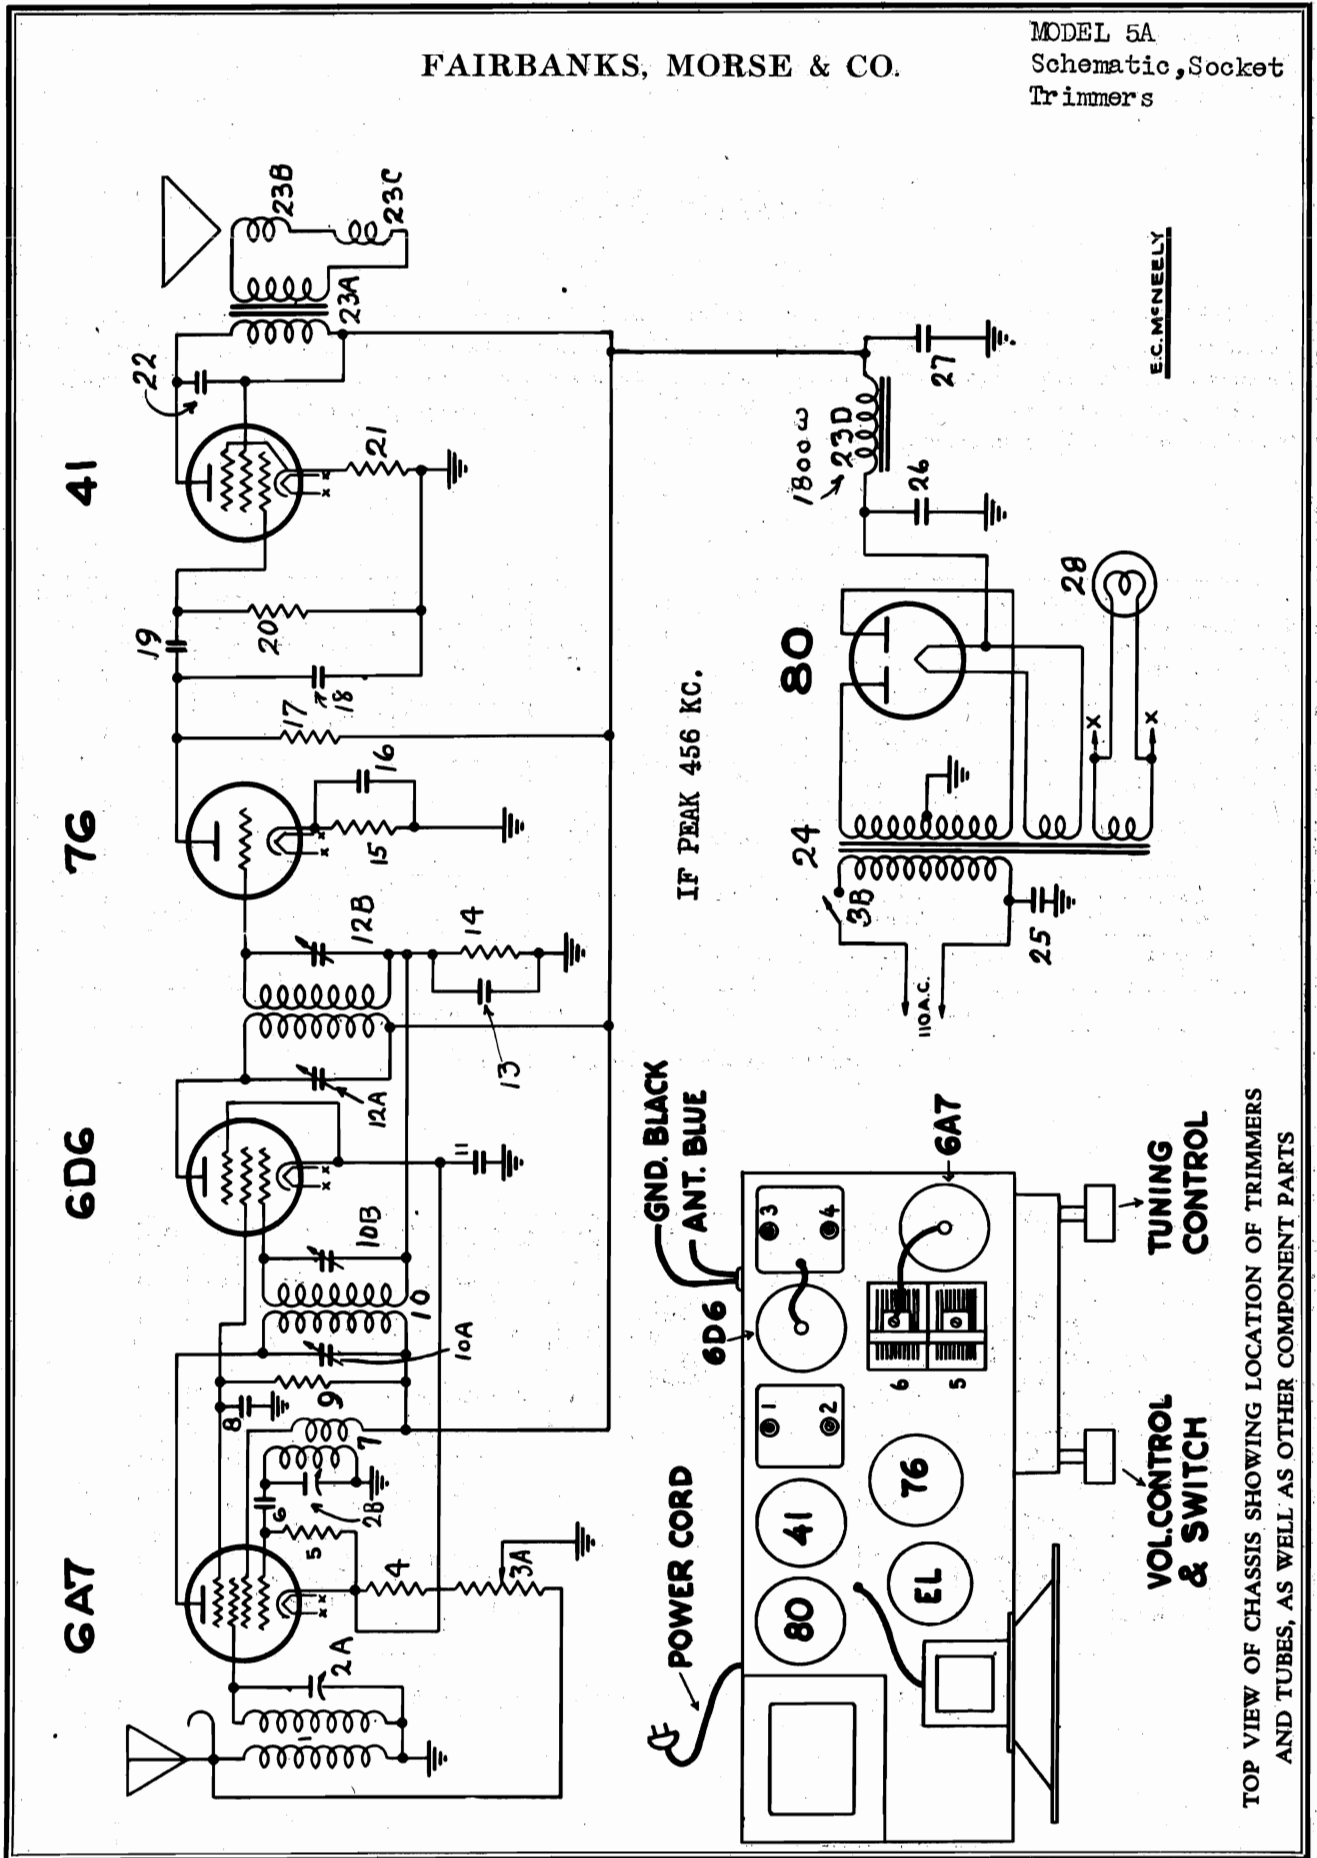 FAIRBANKS, MORSE & CO.
MODEL 5A
Schematic,Socket
Trimmers
6A7
6D6
76
41
1
2A
3A
4
5
6
2B
7
8
9
10A
10
10B
11
12A
12B
13
14
15
16
17
18
19
20
21
22
23A
23B
23C
x x
x x
x x
x x
IF PEAK 456 KC.
80
24
3B
25
110 A.C.
26
1800 ω
23D
27
28
X
X
E.C. McNEELY
POWER CORD
6D6
GND. BLACK
ANT. BLUE
6A7
80
41
1
2
3
4
EL
76
6
5
VOL.CONTROL
& SWITCH
TUNING
CONTROL
TOP VIEW OF CHASSIS SHOWING LOCATION OF TRIMMERS
AND TUBES, AS WELL AS OTHER COMPONENT PARTS